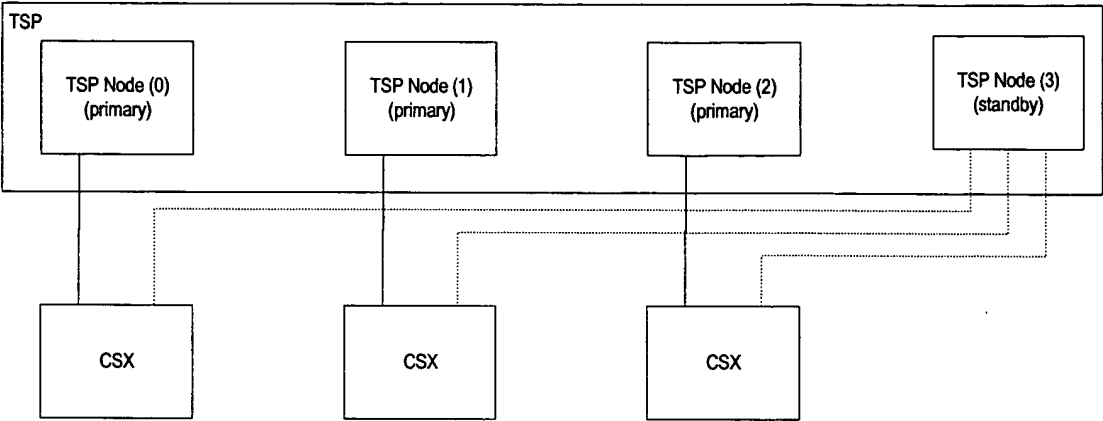 TSP
TSP Node (0)
(primary)
TSP Node (1)
(primary)
TSP Node (2)
(primary)
TSP Node (3)
(standby)
CSX
CSX
CSX